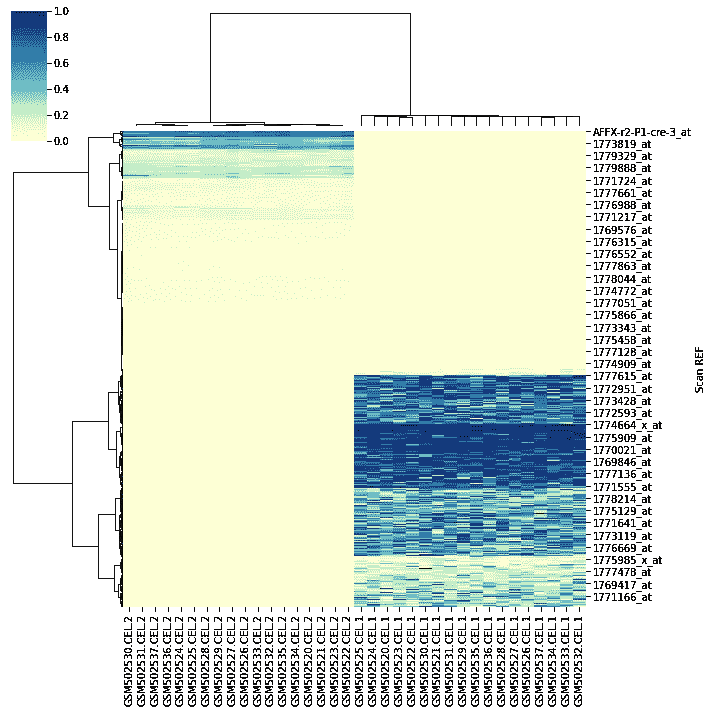 1.0
0.8
0.6
0.4
0.2
0.0
AFFX-r2-P1-cre-3_at
1773819_at
1779329_at
1779888_at
1771724_at
1777661_at
1776988_at
1771217_at
1769576_at
1776315_at
1776552_at
1777863_at
1778044_at
1774772_at
1777051_at
1775866_at
1773343_at
1775458_at
1777128_at
1774909_at
1777615_at
1772951_at
1773428_at
1772593_at
1774664_x_at
1775909_at
1770021_at
1769846_at
1777136_at
1771555_at
1778214_at
1775129_at
1771641_at
1773119_at
1776669_at
1775985_x_at
1777478_at
1769417_at
1771166_at
Scan REF
GSM502530.CEL.2
GSM502531.CEL.2
GSM502537.CEL.2
GSM502536.CEL.2
GSM502524.CEL.2
GSM502525.CEL.2
GSM502528.CEL.2
GSM502529.CEL.2
GSM502527.CEL.2
GSM502526.CEL.2
GSM502533.CEL.2
GSM502532.CEL.2
GSM502535.CEL.2
GSM502534.CEL.2
GSM502520.CEL.2
GSM502521.CEL.2
GSM502523.CEL.2
GSM502522.CEL.2
GSM502525.CEL.1
GSM502524.CEL.1
GSM502520.CEL.1
GSM502522.CEL.1
GSM502523.CEL.1
GSM502530.CEL.1
GSM502521.CEL.1
GSM502531.CEL.1
GSM502529.CEL.1
GSM502535.CEL.1
GSM502536.CEL.1
GSM502528.CEL.1
GSM502527.CEL.1
GSM502526.CEL.1
GSM502537.CEL.1
GSM502534.CEL.1
GSM502533.CEL.1
GSM502532.CEL.1